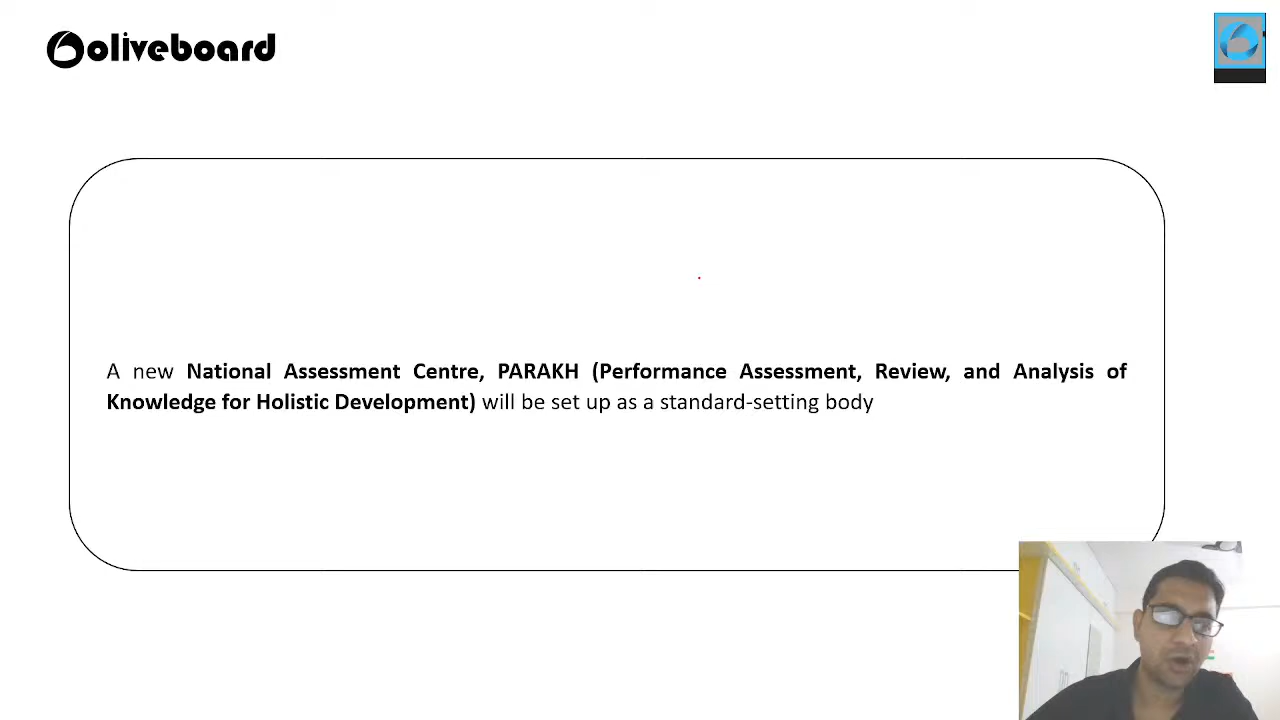 oliveboard
A new National Assessment Centre, PARAKH (Performance Assessment, Review, and Analysis of
Knowledge for Holistic Development) will be set up as a standard-setting body